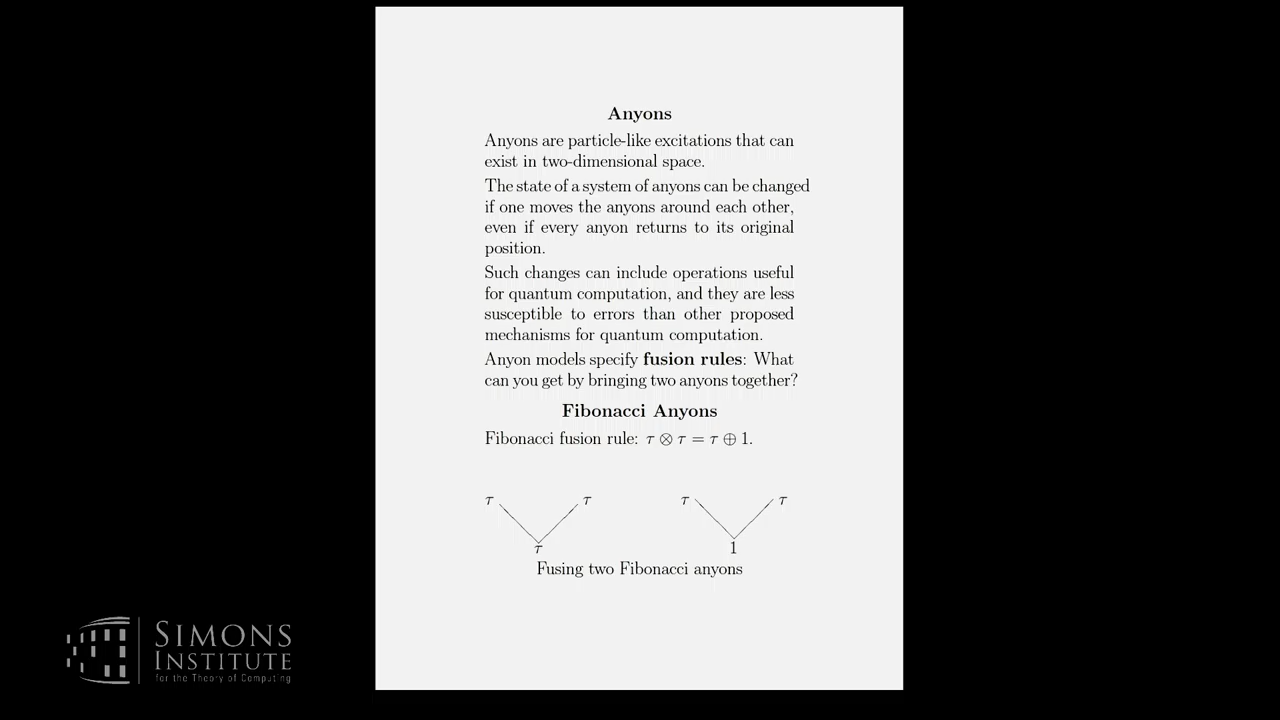 Anyons
Anyons are particle-like excitations that can
exist in two-dimensional space.
The state of a system of anyons can be changed
if one moves the anyons around each other,
even if every anyon returns to its original
position.
Such changes can include operations useful
for quantum computation, and they are less
susceptible to errors than other proposed
mechanisms for quantum computation.
Anyon models specify fusion rules: What
can you get by bringing two anyons together?
Fibonacci Anyons
Fibonacci fusion rule: τ ⊗ τ = τ ⊕ 1.
τ τ τ τ
τ 1
Fusing two Fibonacci anyons
SIMONS
INSTITUTE
for the Theory of Computing